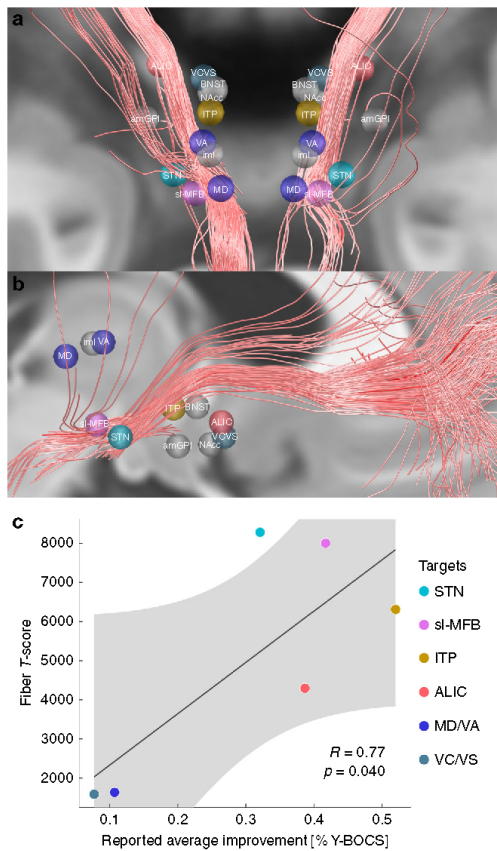 a
ALIC
VCVS
BNST
NAcc
ITP
amGPI
VA
iml
STN
sl-MFB
MD
VCVS
ALIC
BNST
NAcc
ITP
amGPI
VA
iml
STN
MD
sl-MFB
b
iml VA
MD
sl-MFB
STN
ITP
BNST
ALIC
VCVS
amGPI
NAcc
c
Fiber T-score
8000
7000
6000
5000
4000
3000
2000
0.1 0.2 0.3 0.4 0.5
Reported average improvement [% Y-BOCS]
R = 0.77
p = 0.040
Targets
STN
sl-MFB
ITP
ALIC
MD/VA
VC/VS